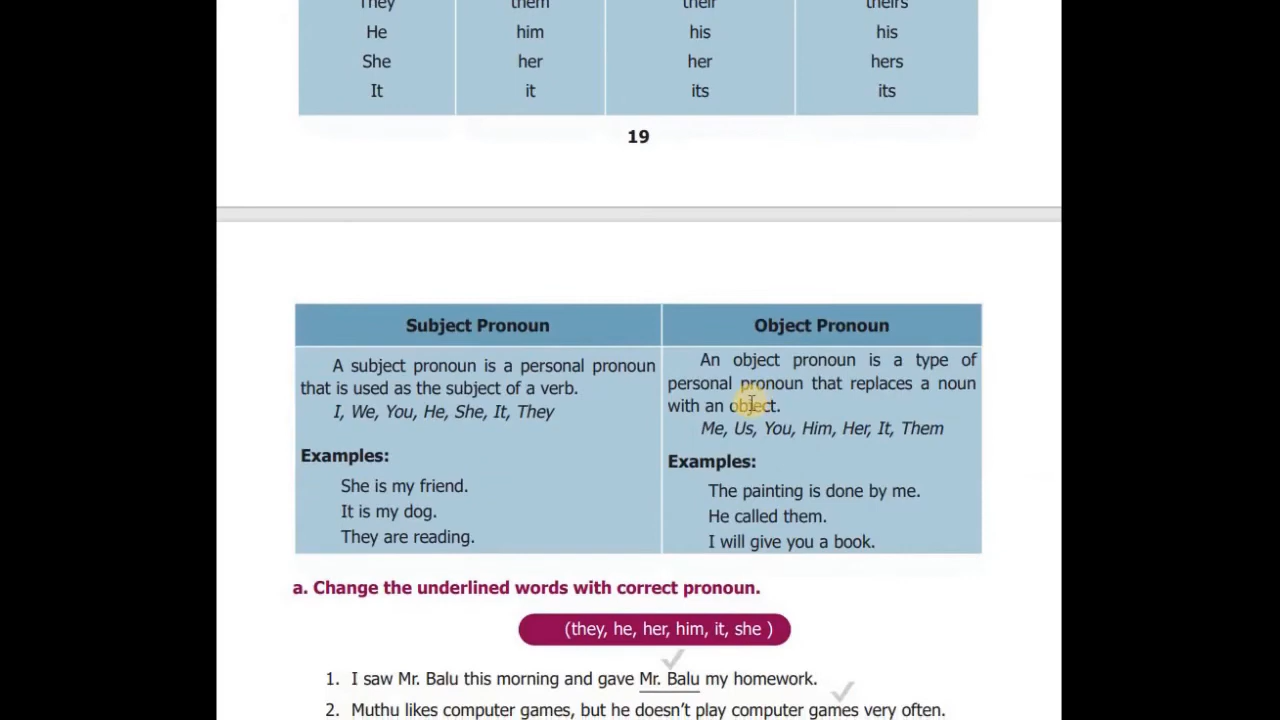 They them their theirs
He him his his
She her her hers
It it its its
19
Subject Pronoun Object Pronoun
A subject pronoun is a personal pronoun
that is used as the subject of a verb.
I, We, You, He, She, It, They
Examples:
She is my friend.
It is my dog.
They are reading.
An object pronoun is a type of
personal pronoun that replaces a noun
with an object.
Me, Us, You, Him, Her, It, Them
Examples:
The painting is done by me.
He called them.
I will give you a book.
a. Change the underlined words with correct pronoun.
(they, he, her, him, it, she )
1. I saw Mr. Balu this morning and gave Mr. Balu my homework.
2. Muthu likes computer games, but he doesn't play computer games very often.